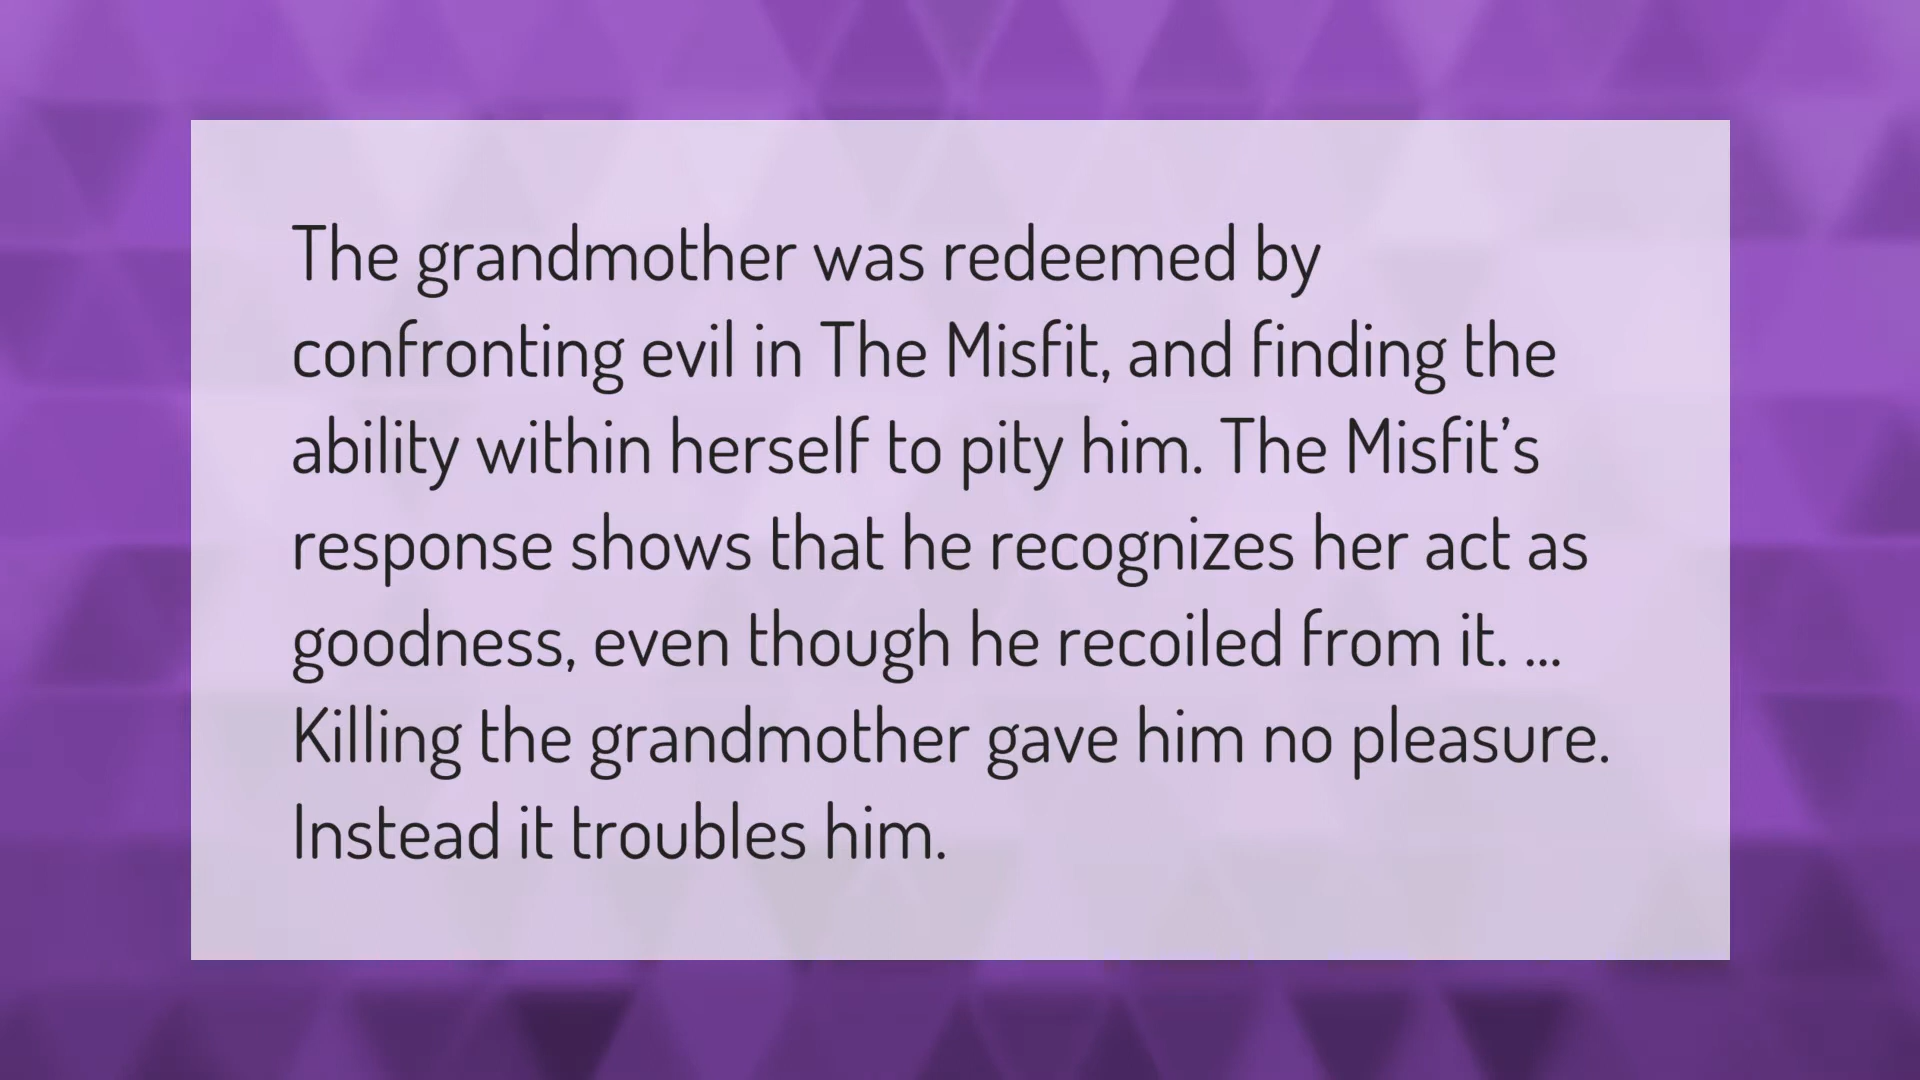 The grandmother was redeemed by
confronting evil in The Misfit, and finding the
ability within herself to pity him. The Misfit’s
response shows that he recognizes her act as
goodness, even though he recoiled from it. ...
Killing the grandmother gave him no pleasure.
Instead it troubles him.